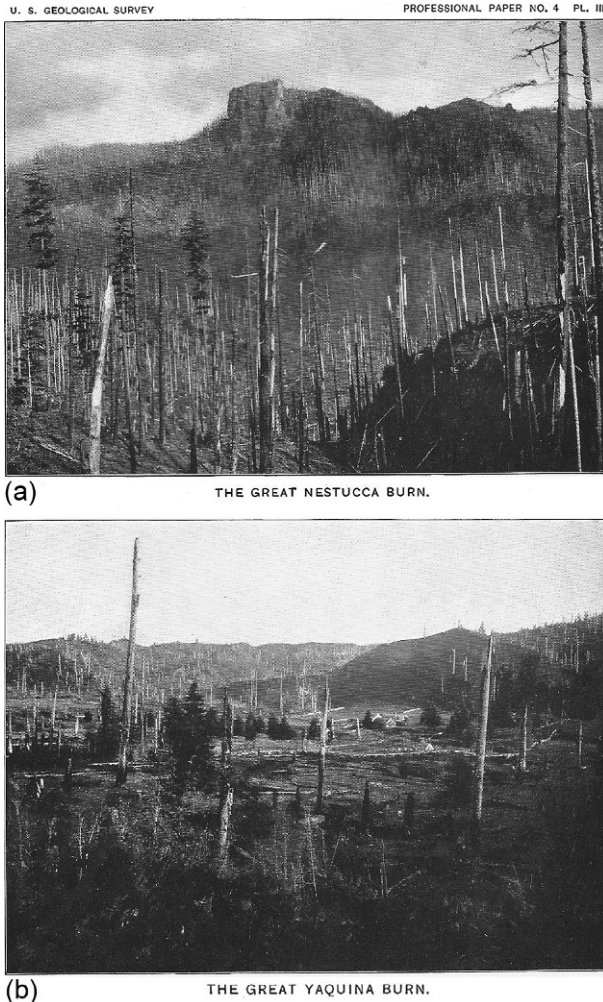 U. S. GEOLOGICAL SURVEY PROFESSIONAL PAPER NO. 4 PL. III
(a) THE GREAT NESTUCCA BURN.
(b) THE GREAT YAQUINA BURN.